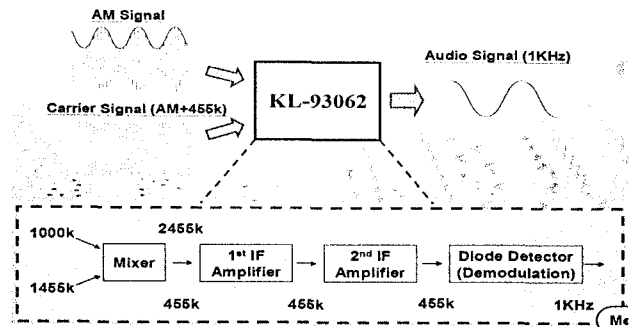 AM Signal
Audio Signal (1KHz)
KL-93062
Carrier Signal (AM+455k)
1000k
2455k
Mixer
1st IF
Amplifier
2nd IF
Amplifier
Diode Detector
(Demodulation)
1455k
455k
455k
455k
1KHz
Me